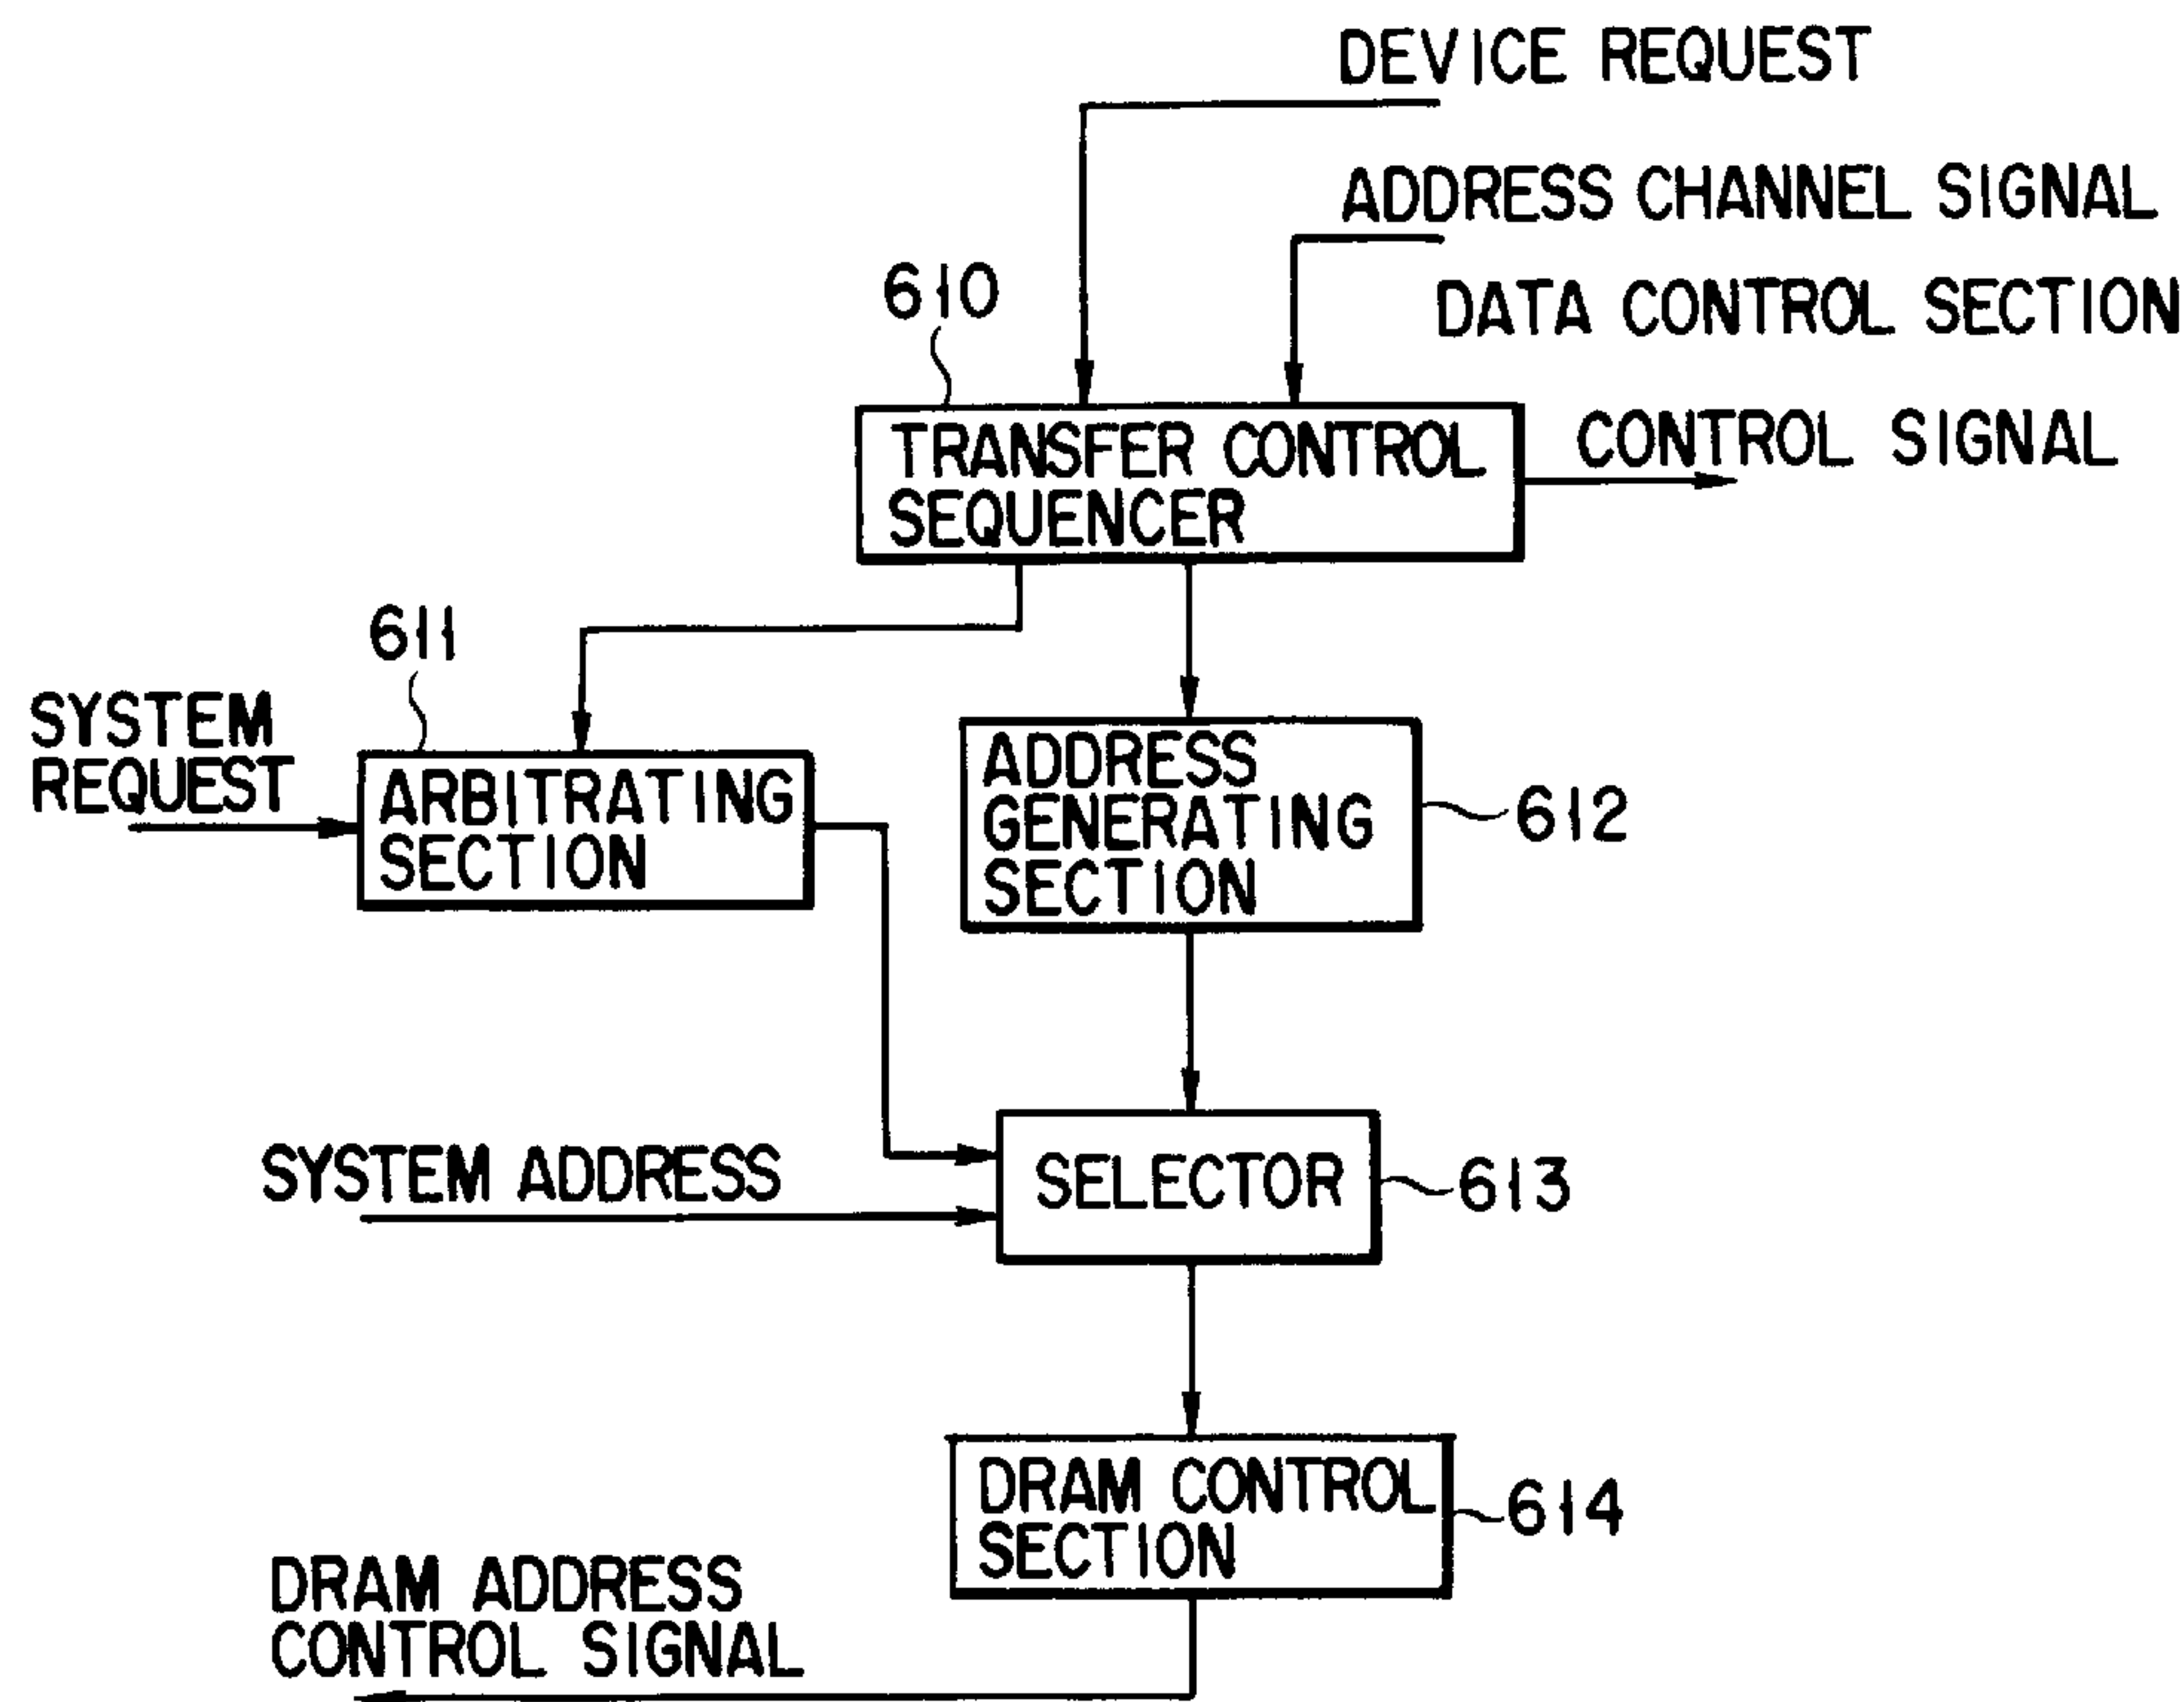 DEVICE REQUEST
ADDRESS CHANNEL SIGNAL
610
DATA CONTROL SECTION
CONTROL SIGNAL
TRANSFER CONTROL
SEQUENCER
611
SYSTEM
REQUEST
ARBITRATING
SECTION
ADDRESS
GENERATING
SECTION
612
SYSTEM ADDRESS
SELECTOR
613
DRAM CONTROL
SECTION
614
DRAM ADDRESS
CONTROL SIGNAL